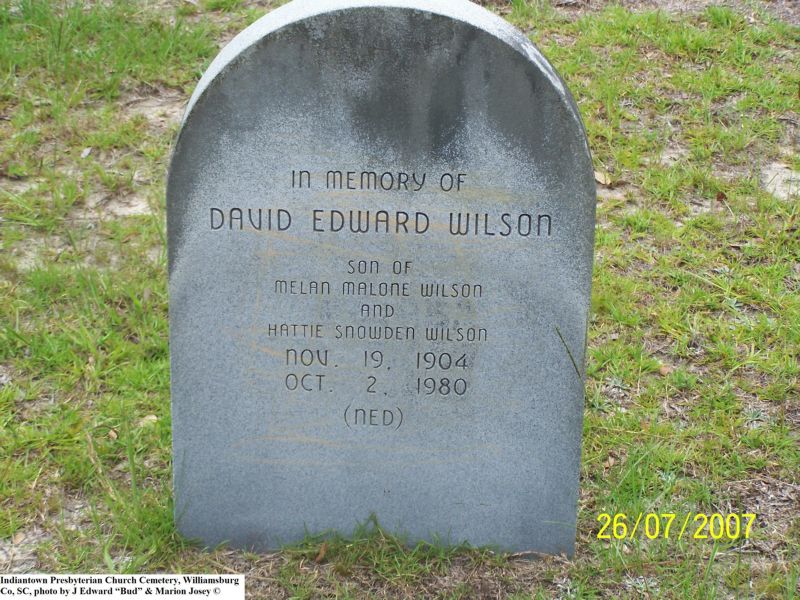 IN MEMORY OF
DAVID EDWARD WILSON
SON OF
MELAN MALONE WILSON
AND
HATTIE SNOWDEN WILSON
NOV. 19, 1904
OCT. 2, 1980
(NED)
26/07/2007
Indiantown Presbyterian Church Cemetery, Williamsburg
Co, SC, photo by J Edward “Bud” & Marion Josey ©